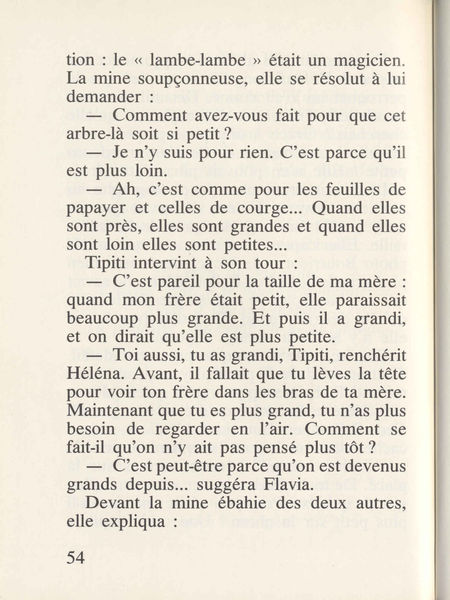 tion : le « lambe-lambe » était un magicien.
La mine soupçonneuse, elle se résolut à lui
demander :
— Comment avez-vous fait pour que cet
arbre-là soit si petit ?
— Je n'y suis pour rien. C'est parce qu'il
est plus loin.
— Ah, c'est comme pour les feuilles de
papayer et celles de courge... Quand elles
sont près, elles sont grandes et quand elles
sont loin elles sont petites...
Tipiti intervint à son tour :
— C'est pareil pour la taille de ma mère :
quand mon frère était petit, elle paraissait
beaucoup plus grande. Et puis il a grandi,
et on dirait qu'elle est plus petite.
— Toi aussi, tu as grandi, Tipiti, renchérit
Héléna. Avant, il fallait que tu lèves la tête
pour voir ton frère dans les bras de ta mère.
Maintenant que tu es plus grand, tu n'as plus
besoin de regarder en l'air. Comment se
fait-il qu'on n'y ait pas pensé plus tôt ?
— C'est peut-être parce qu'on est devenus
grands depuis... suggéra Flavia.
Devant la mine ébahie des deux autres,
elle expliqua :
54